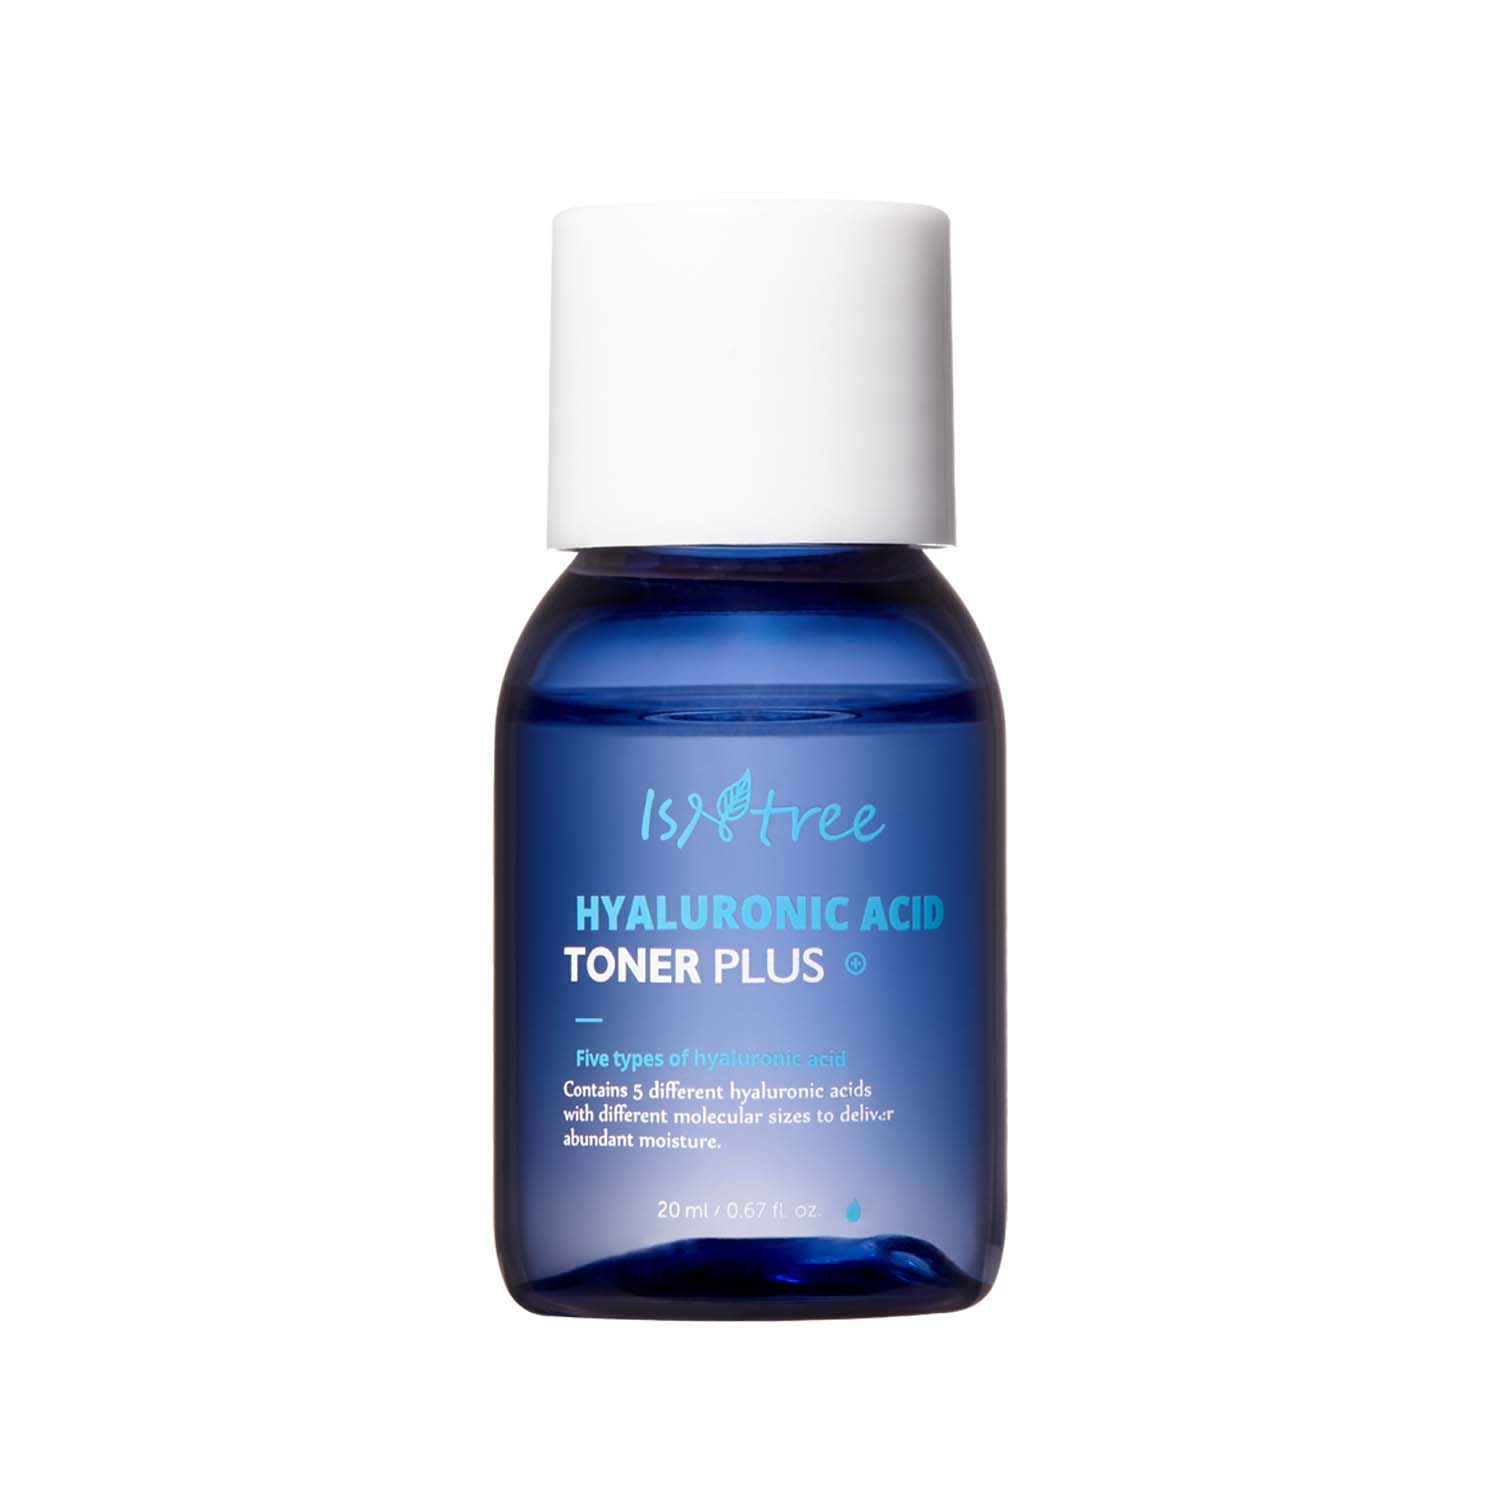 Isntree
HYALURONIC ACID
TONER PLUS
Five types of hyaluronic acid
Contains 5 different hyaluronic acids
with different molecular sizes to deliver
abundant moisture.
20 ml / 0.67 fl. oz.